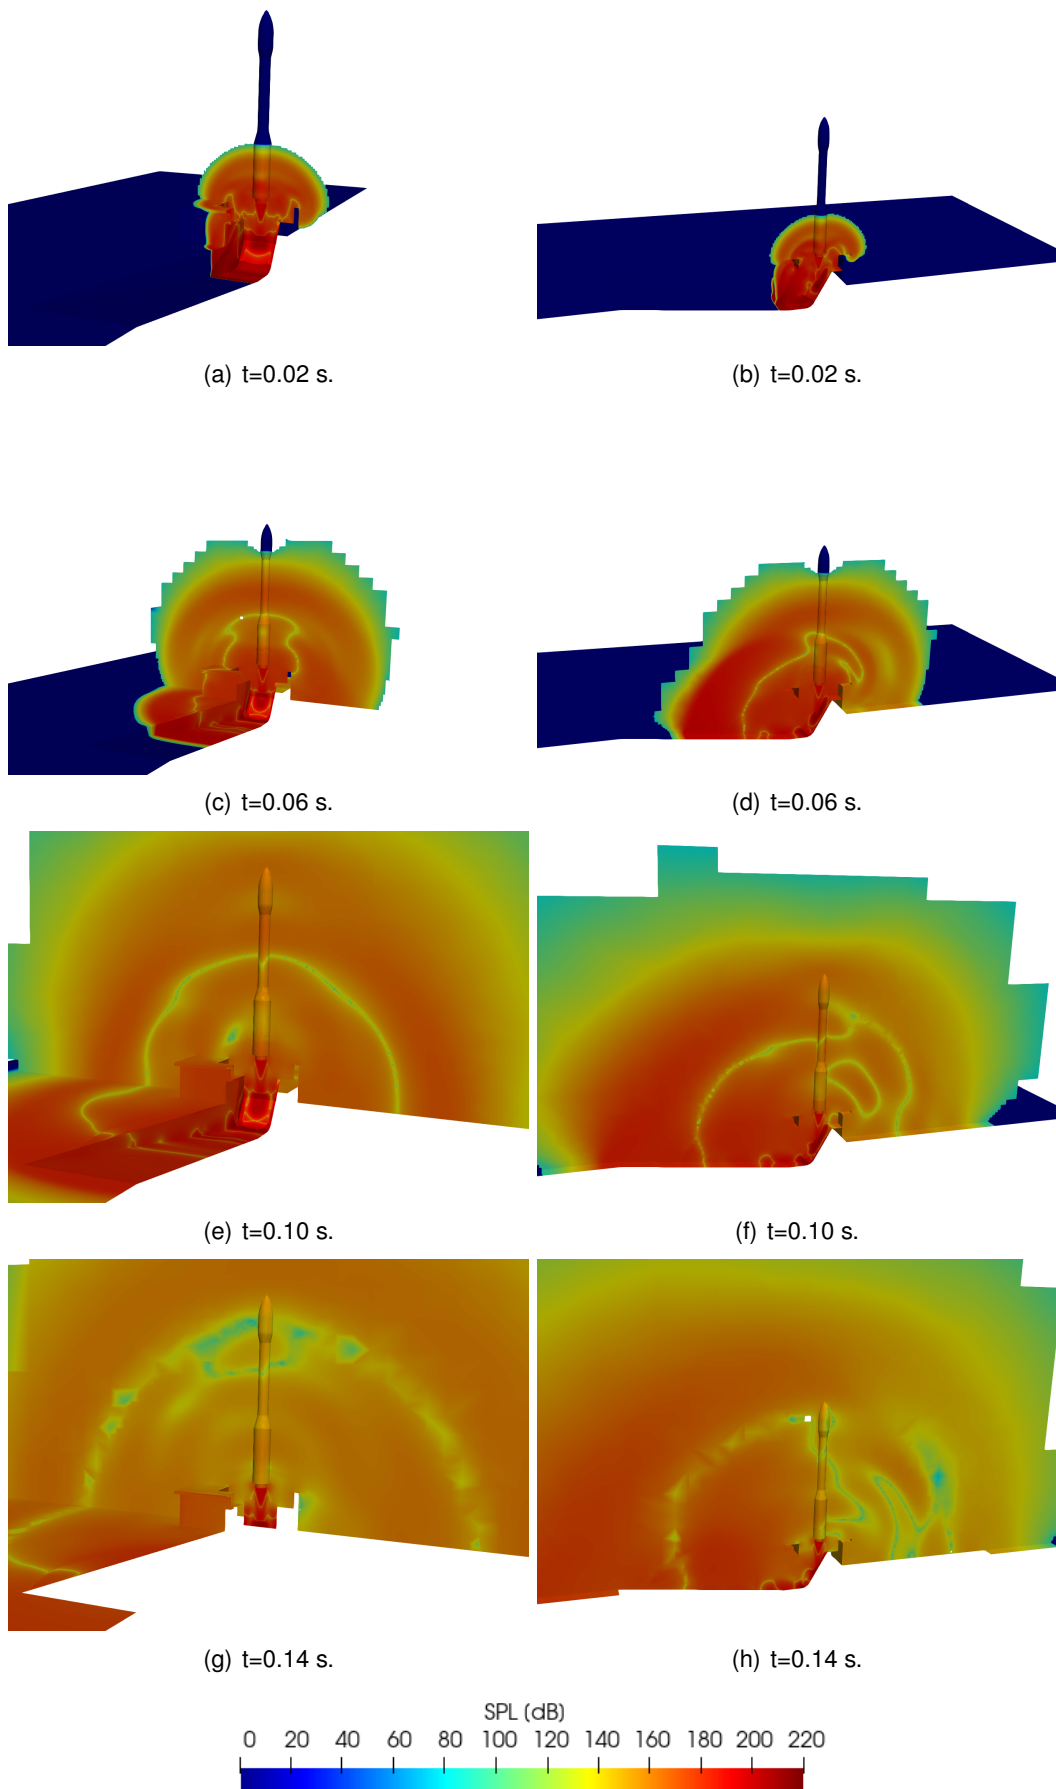 (a) t=0.02 s.
(b) t=0.02 s.
(c) t=0.06 s.
(d) t=0.06 s.
(e) t=0.10 s.
(f) t=0.10 s.
(g) t=0.14 s.
(h) t=0.14 s.
SPL (dB)
0 20 40 60 80 100 120 140 160 180 200 220